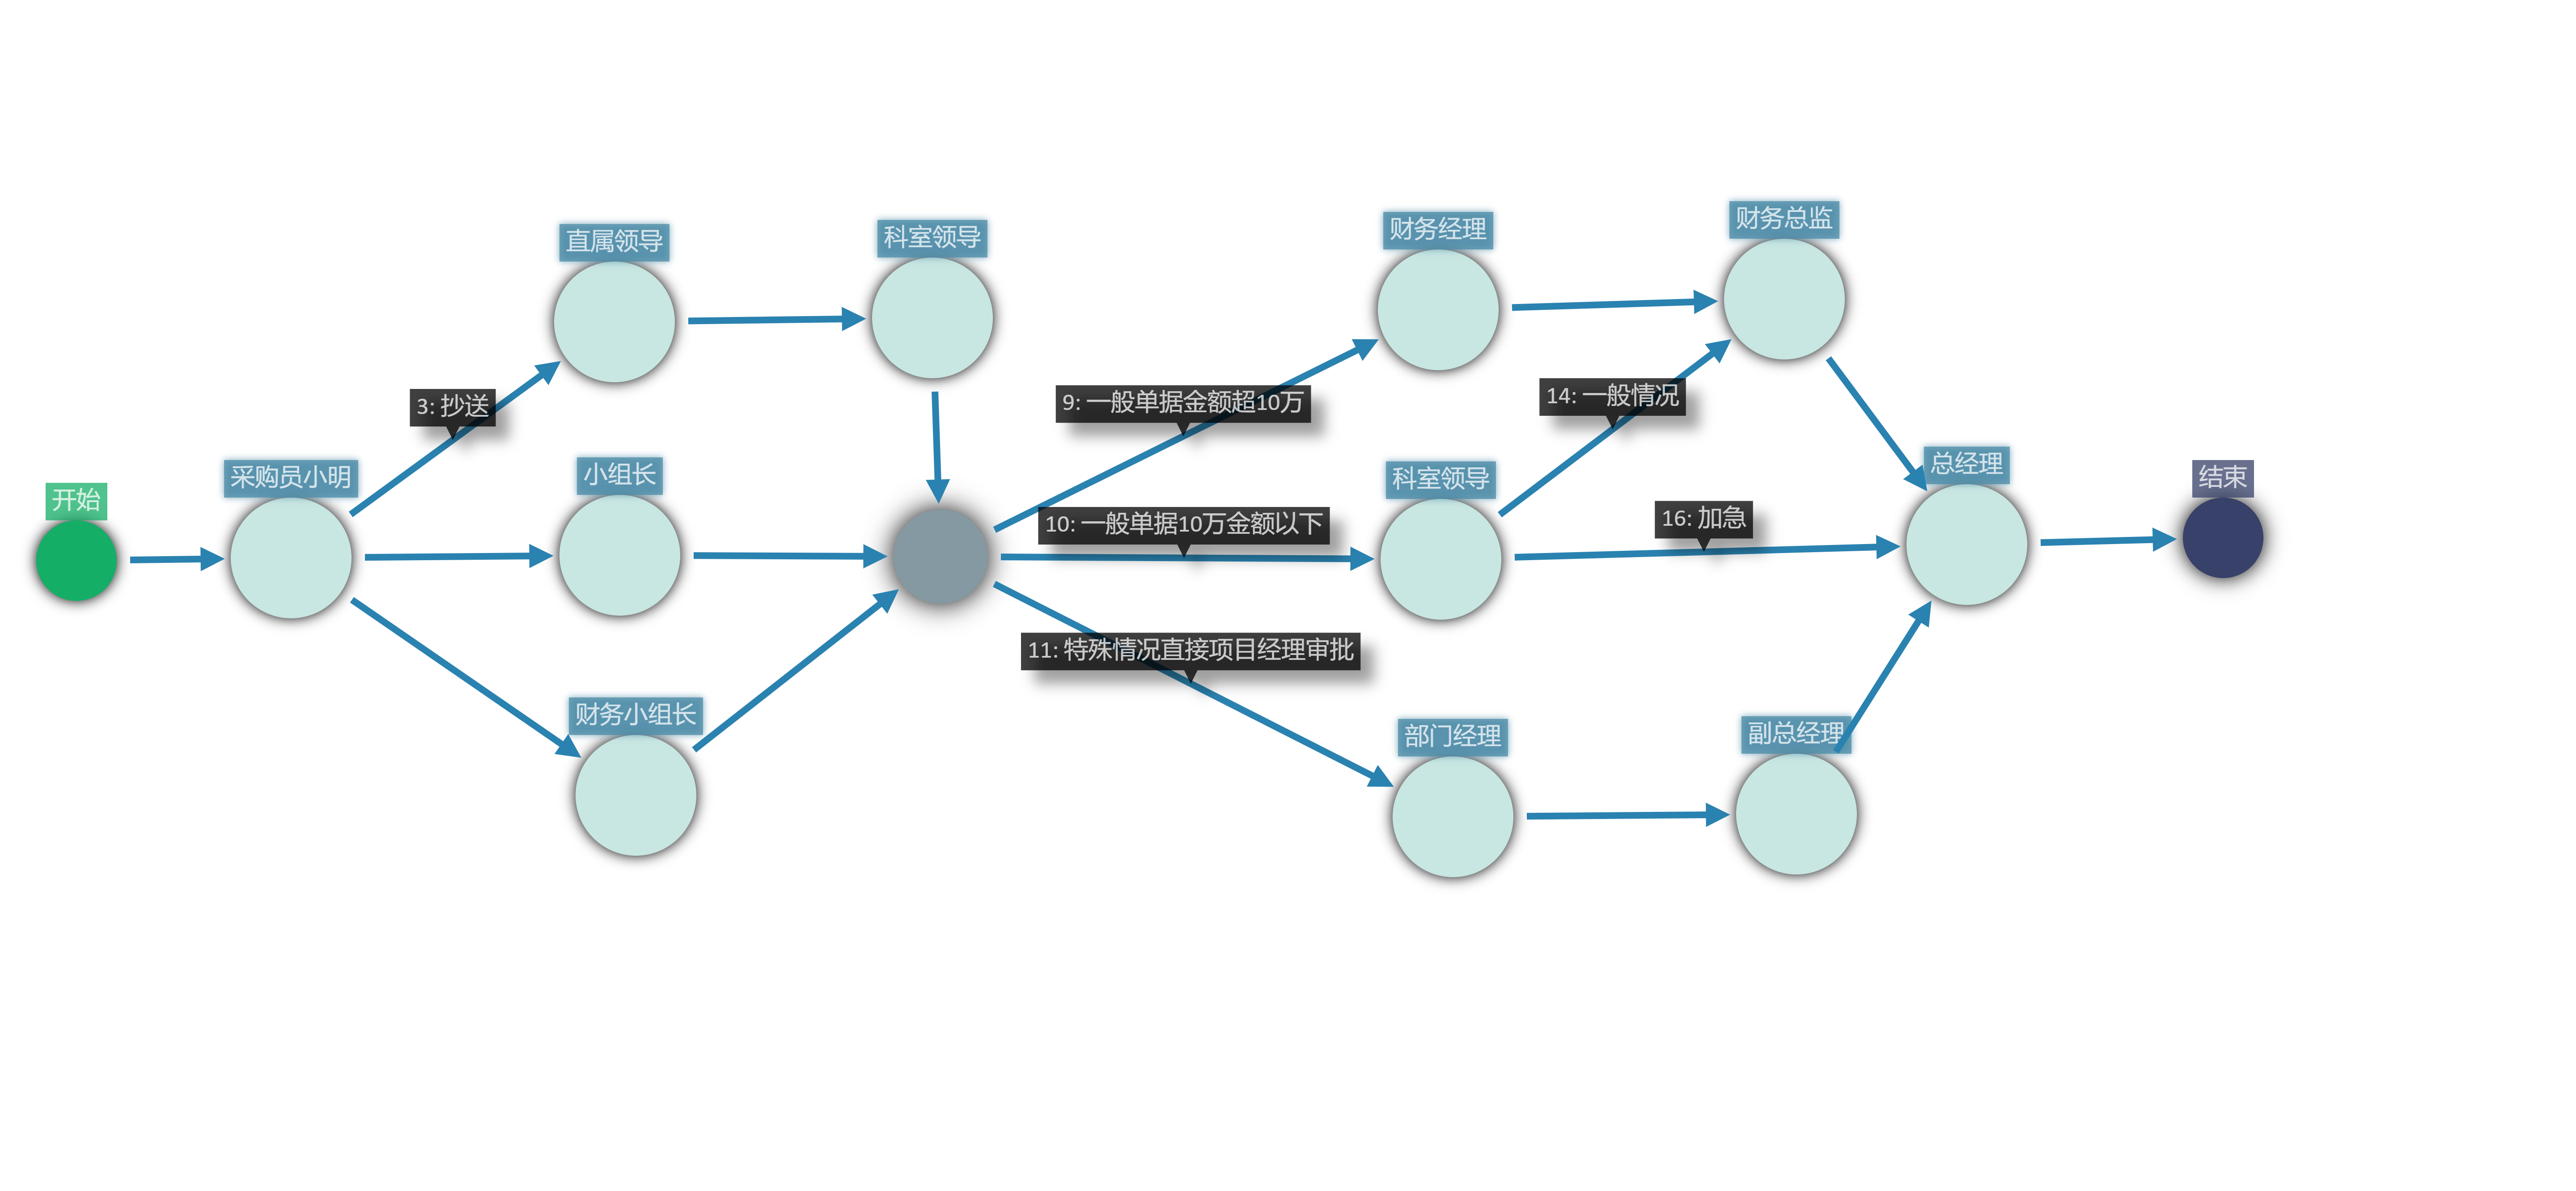 财务总监
财务经理
科室领导
直属领导
14: 一般情况
9: 一般单据金额超10万
3: 抄送
总经理
小组长
采购员小明
科室领导
结束
开始
16: 加急
10: 一般单据10万金额以下
11: 特殊情况直接项目经理审批
财务小组长
副总经理
部门经理